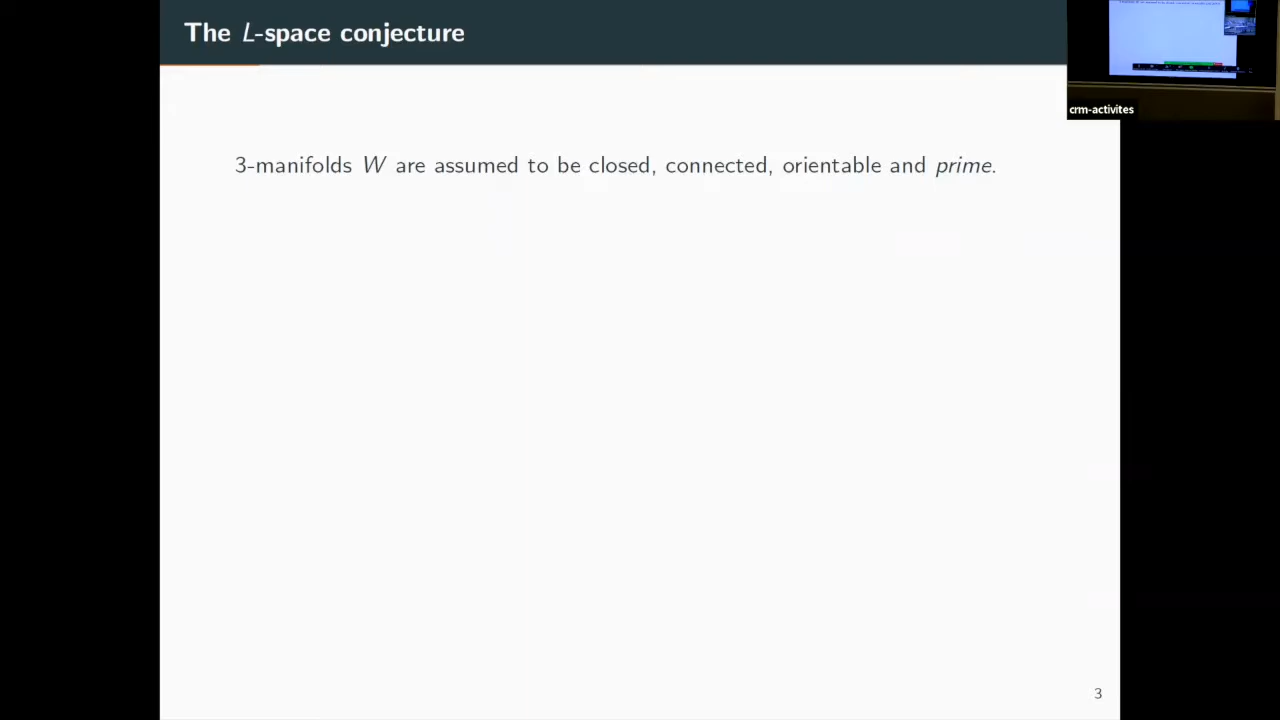 The L-space conjecture
crm-activites
3-manifolds W are assumed to be closed, connected, orientable and prime.
3